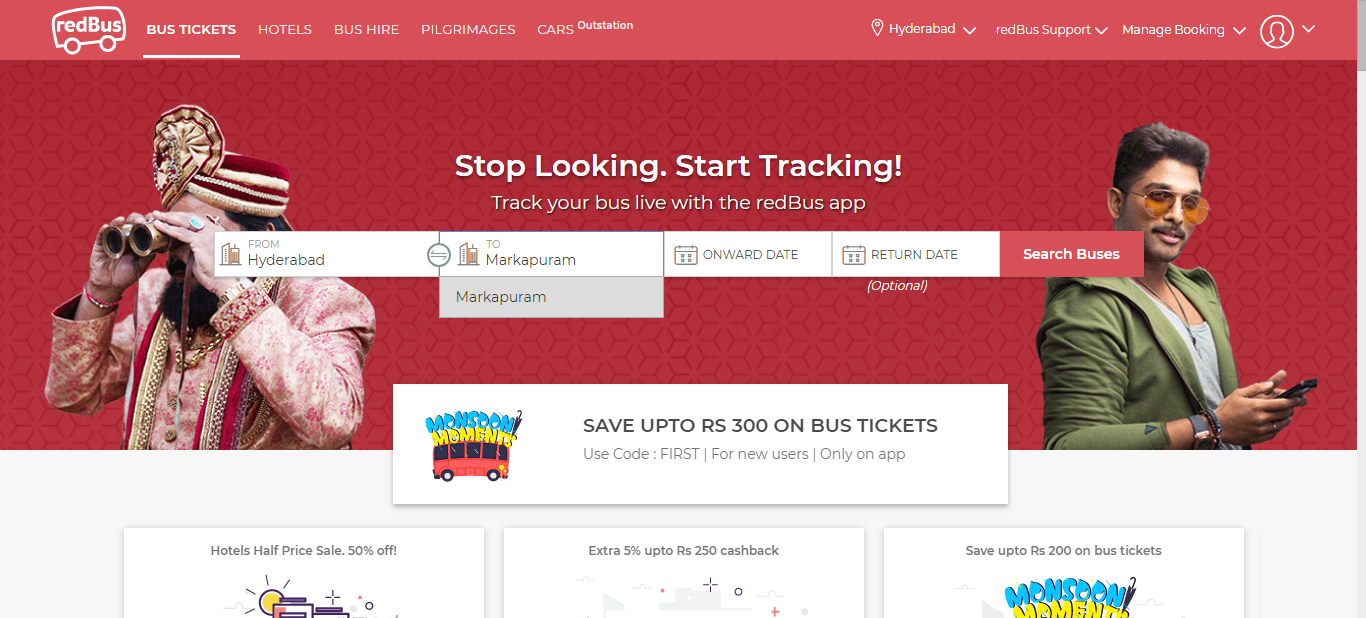 redBus
BUS TICKETS
HOTELS
BUS HIRE
PILGRIMAGES
CARS Outstation
Hyderabad
redBus Support
Manage Booking
Stop Looking. Start Tracking!
Track your bus live with the redBus app
FROM
Hyderabad
TO
Markapuram
ONWARD DATE
RETURN DATE
Search Buses
(Optional)
Markapuram
MONSOON
MOMENTS
SAVE UPTO RS 300 ON BUS TICKETS
Use Code : FIRST | For new users | Only on app
Hotels Half Price Sale. 50% off!
Extra 5% upto Rs 250 cashback
Save upto Rs 200 on bus tickets
MONSOON
MOMENTS